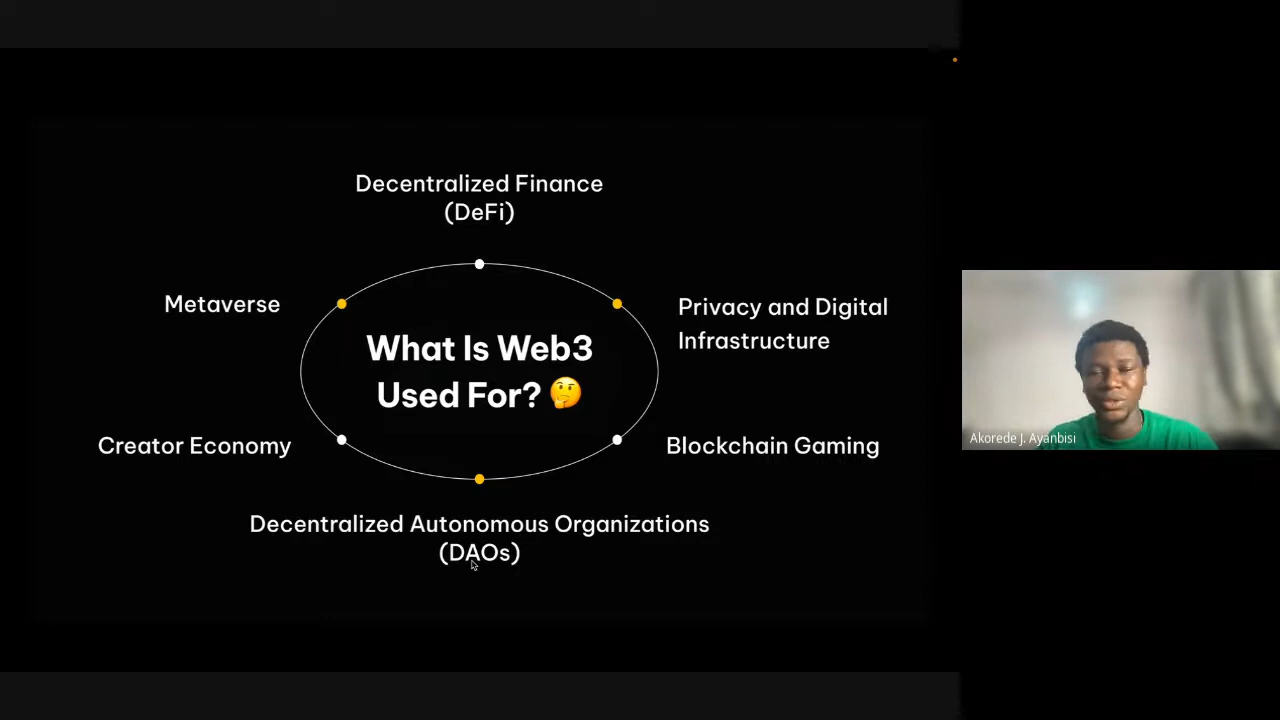 Decentralized Finance
(DeFi)
Metaverse
Privacy and Digital
Infrastructure
What Is Web3
Used For? 🤔
Creator Economy
Blockchain Gaming
Decentralized Autonomous Organizations
(DAOs)
Akorede J. Ayanbisi